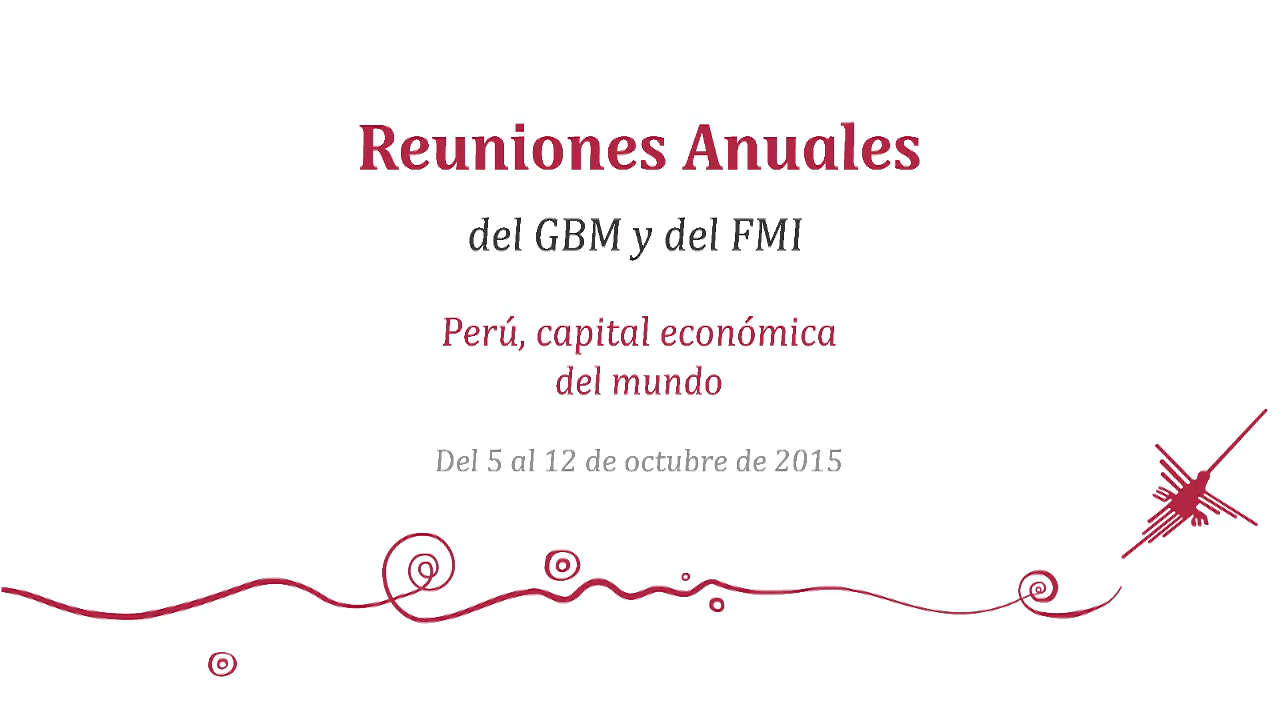 Reuniones Anuales
del GBM y del FMI
Perú, capital económica
del mundo
Del 5 al 12 de octubre de 2015